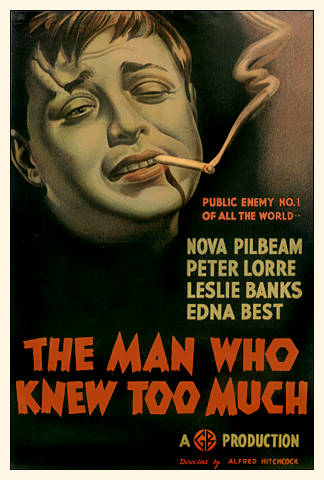 PUBLIC ENEMY NO.1
OF ALL THE WORLD··
NOVA PILBEAM
PETER LORRE
LESLIE BANKS
EDNA BEST
THE MAN WHO
KNEW TOO MUCH
A GB PRODUCTION
Directed by ALFRED HITCHCOCK